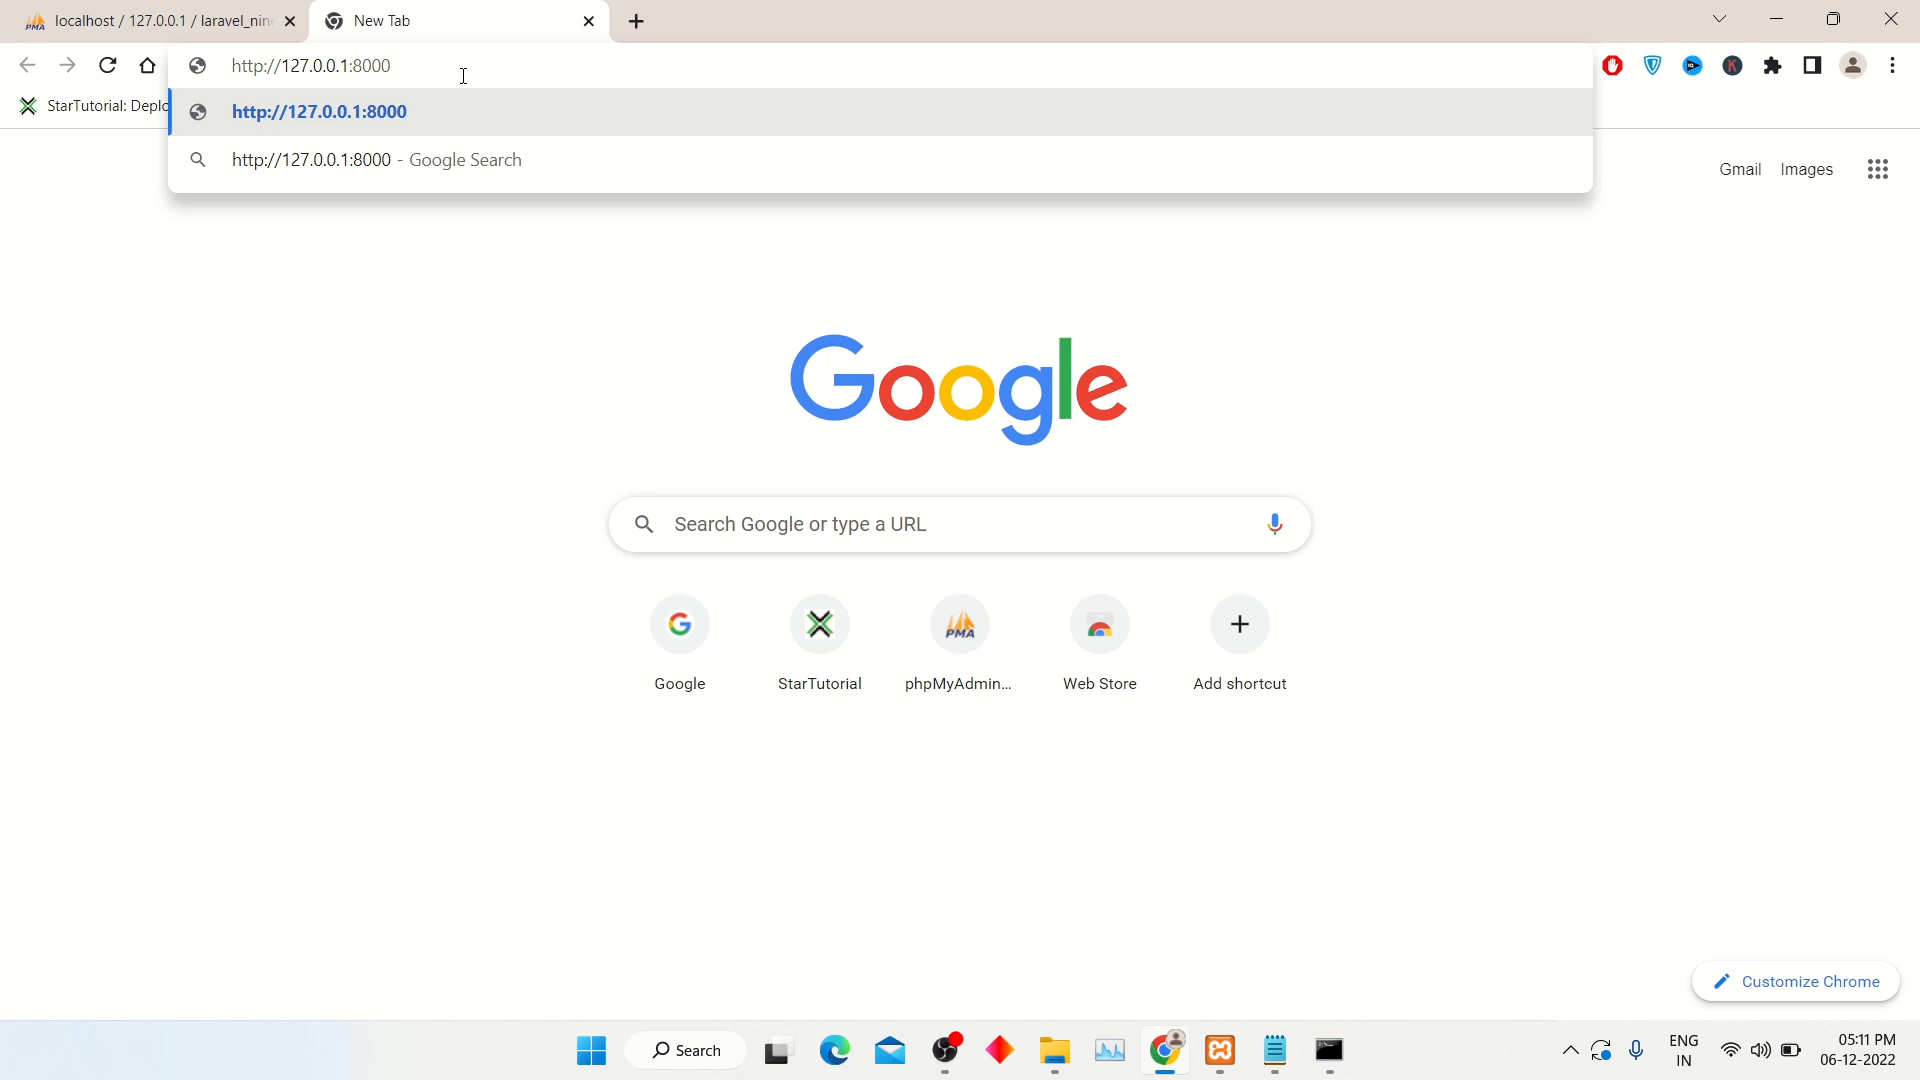 localhost / 127.0.0.1 / laravel_nin
New Tab
http://127.0.0.1:8000
StarTutorial: Deplo
http://127.0.0.1:8000
http://127.0.0.1:8000 - Google Search
Gmail Images
Google
Search Google or type a URL
PMA
Google StarTutorial phpMyAdmin... Web Store Add shortcut
Customize Chrome
Search
ENG
IN
05:11 PM
06-12-2022